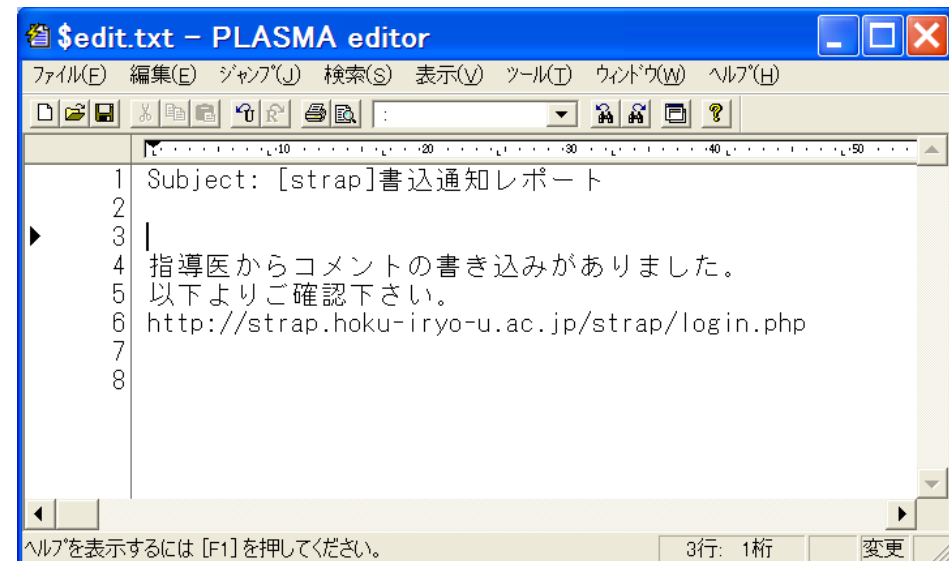 $edit.txt - PLASMA editor
ﾌｧｲﾙ(F) 編集(E) ｼﾞｬﾝﾌﾟ(J) 検索(S) 表示(V) ﾂｰﾙ(T) ｳｨﾝﾄﾞｳ(W) ﾍﾙﾌﾟ(H)
:
10 20 30 40 50
1 Subject: [strap]書込通知レポート
2
3
4 指導医からコメントの書き込みがありました。
5 以下よりご確認下さい。
6 http://strap.hoku-iryo-u.ac.jp/strap/login.php
7
8
ﾍﾙﾌﾟを表示するには [F1] を押してください。 3行: 1桁 変更